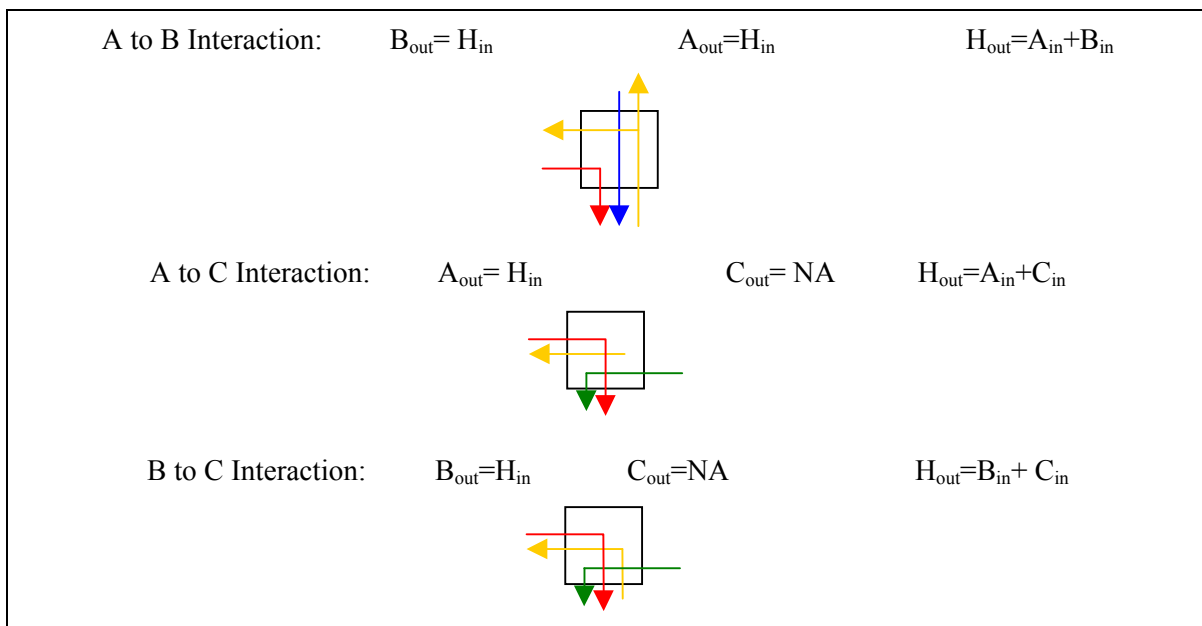 A to B Interaction: Bout= Hin Aout=Hin Hout=Ain+Bin
A to C Interaction: Aout= Hin Cout= NA Hout=Ain+Cin
B to C Interaction: Bout=Hin Cout=NA Hout=Bin+ Cin